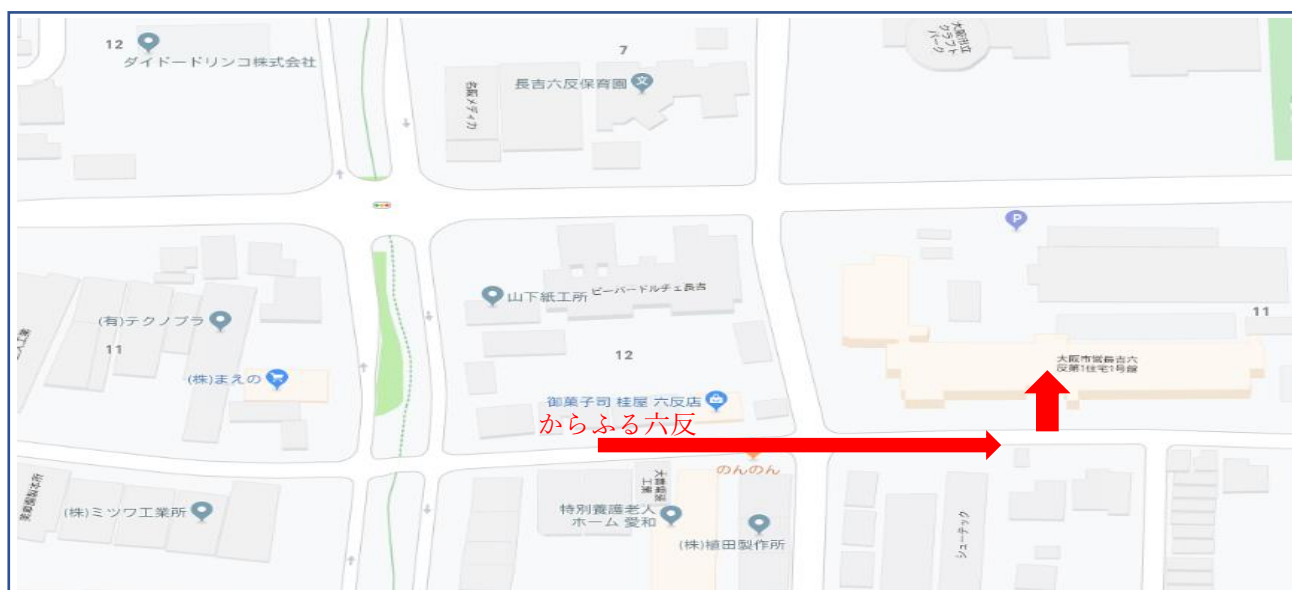 12
ダイドードリンコ株式会社
7
長吉六反保育園
文
名阪メディカ
大阪市立
クラフト
パーク
P
山下紙工所
ビーバードルチェ長吉
(有)テクノプラ
11
12
11
大阪市営長吉六
反第1住宅1号館
(株)まえの
御菓子司 桂屋 六反店
からふる六反
のんのん
特別養護老人
ホーム 愛和
(株)植田製作所
(株)ミツワ工業所
シューテック